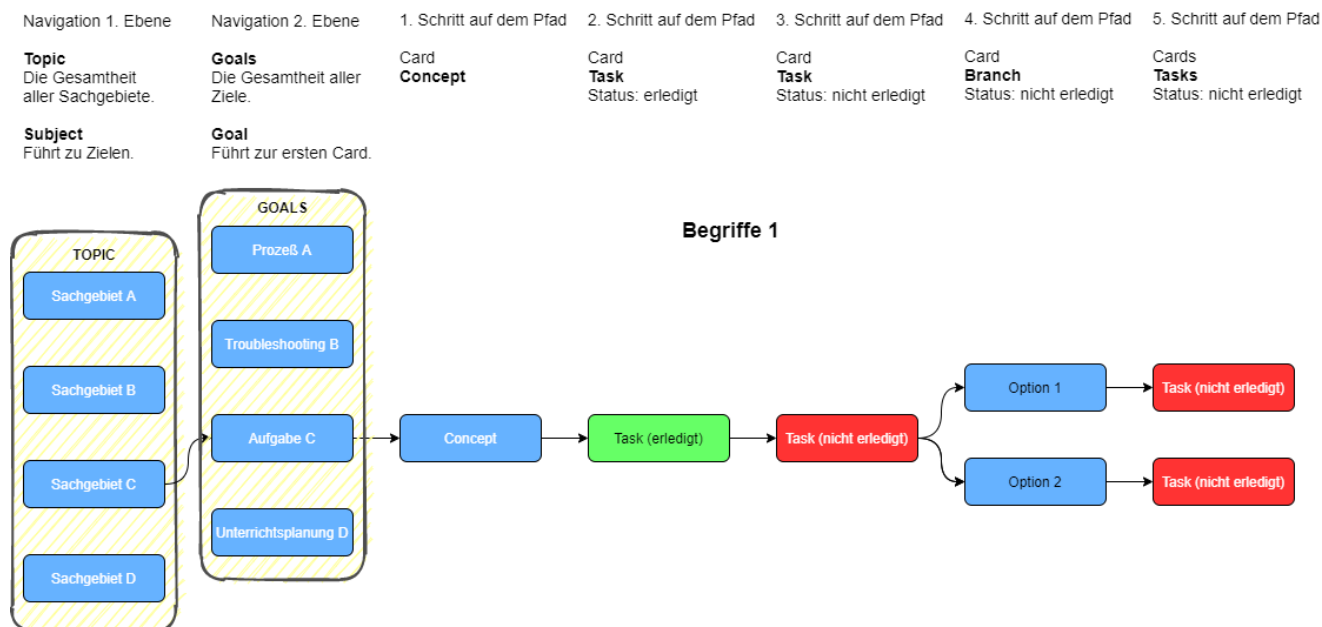 Navigation 1. Ebene
Topic
Die Gesamtheit
aller Sachgebiete.
Subject
Führt zu Zielen.
Navigation 2. Ebene
Goals
Die Gesamtheit aller
Ziele.
Goal
Führt zur ersten Card.
1. Schritt auf dem Pfad
Card
Concept
2. Schritt auf dem Pfad
Card
Task
Status: erledigt
3. Schritt auf dem Pfad
Card
Task
Status: nicht erledigt
4. Schritt auf dem Pfad
Card
Branch
Status: nicht erledigt
5. Schritt auf dem Pfad
Cards
Tasks
Status: nicht erledigt
Begriffe 1
TOPIC
Sachgebiet A
Sachgebiet B
Sachgebiet C
Sachgebiet D
GOALS
Prozeß A
Troubleshooting B
Aufgabe C
Unterrichtsplanung D
Concept
Task (erledigt)
Task (nicht erledigt)
Option 1
Task (nicht erledigt)
Option 2
Task (nicht erledigt)